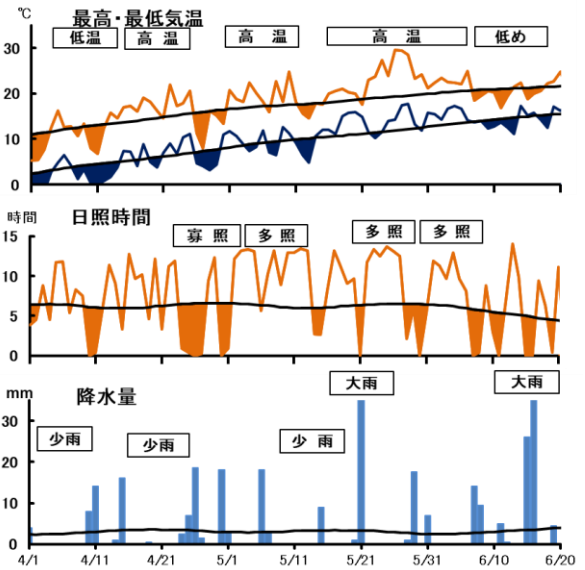 ℃ 最高・最低気温
低温 高 温 高 温 高 温 低め
30
20
10
0
時間 日照時間
寡 照 多 照 多 照 多 照
15
10
5
0
mm 降水量 大雨 大雨
少雨 少雨 少 雨
30
20
10
0
4/1 4/11 4/21 5/1 5/11 5/21 5/31 6/10 6/20